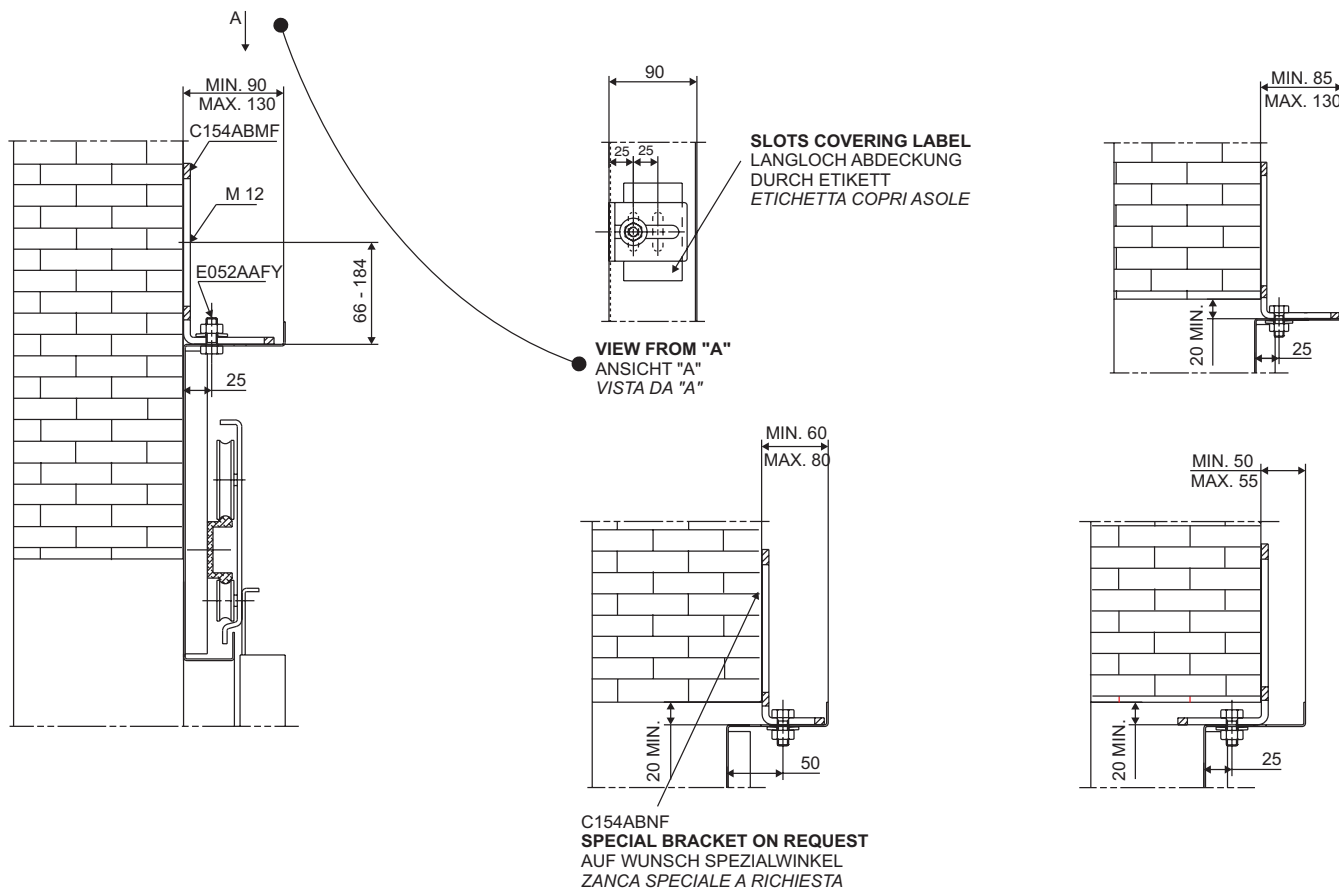 A
MIN. 90
MAX. 130
C154ABMF
M 12
E052AAFY
66 - 184
25
90
25 25
SLOTS COVERING LABEL
LANGLOCH ABDECKUNG
DURCH ETIKETT
ETICHETTA COPRI ASOLE
VIEW FROM "A"
ANSICHT "A"
VISTA DA "A"
MIN. 85
MAX. 130
20 MIN.
25
MIN. 60
MAX. 80
20 MIN.
50
C154ABNF
SPECIAL BRACKET ON REQUEST
AUF WUNSCH SPEZIALWINKEL
ZANCA SPECIALE A RICHIESTA
MIN. 50
MAX. 55
20 MIN.
25